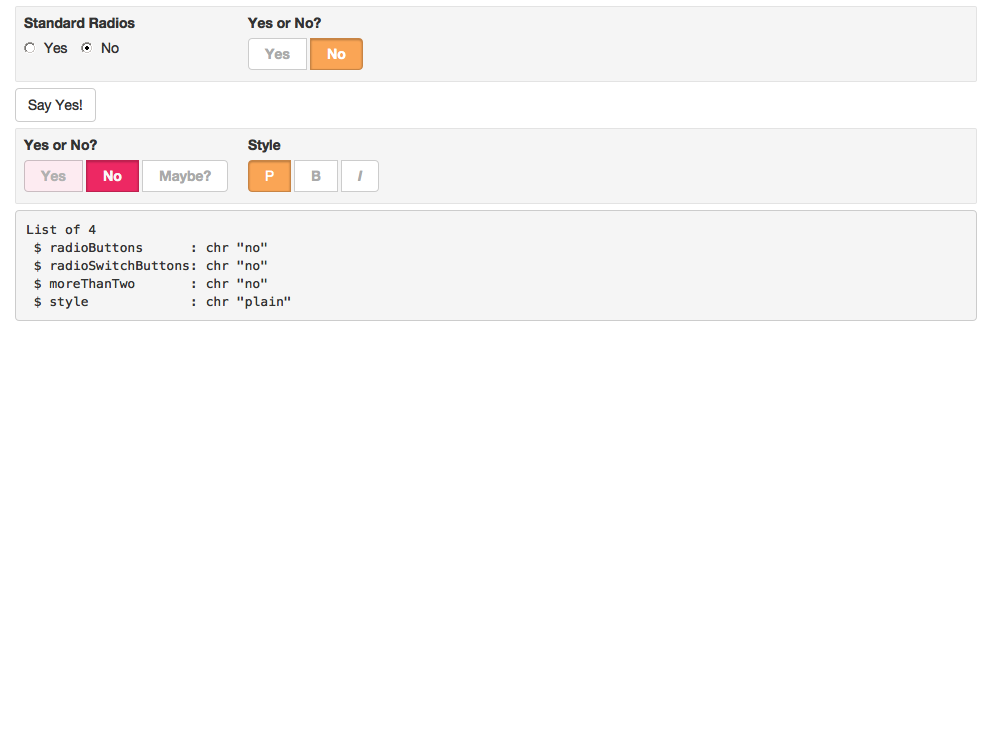 Standard Radios
Yes No
Yes or No?
Yes No
Say Yes!
Yes or No?
Yes No Maybe?
Style
P B I
List of 4
 $ radioButtons      : chr "no"
 $ radioSwitchButtons: chr "no"
 $ moreThanTwo       : chr "no"
 $ style             : chr "plain"